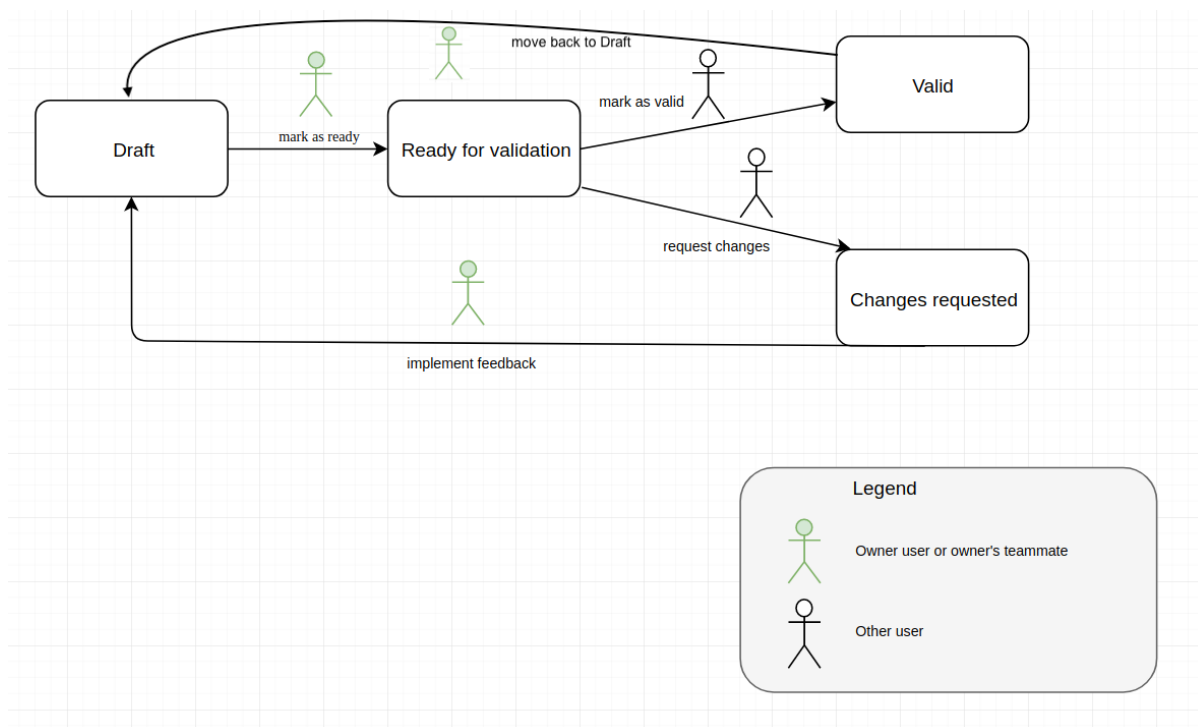 move back to Draft
mark as valid
Valid
mark as ready
Draft
Ready for validation
request changes
Changes requested
implement feedback
Legend
Owner user or owner's teammate
Other user